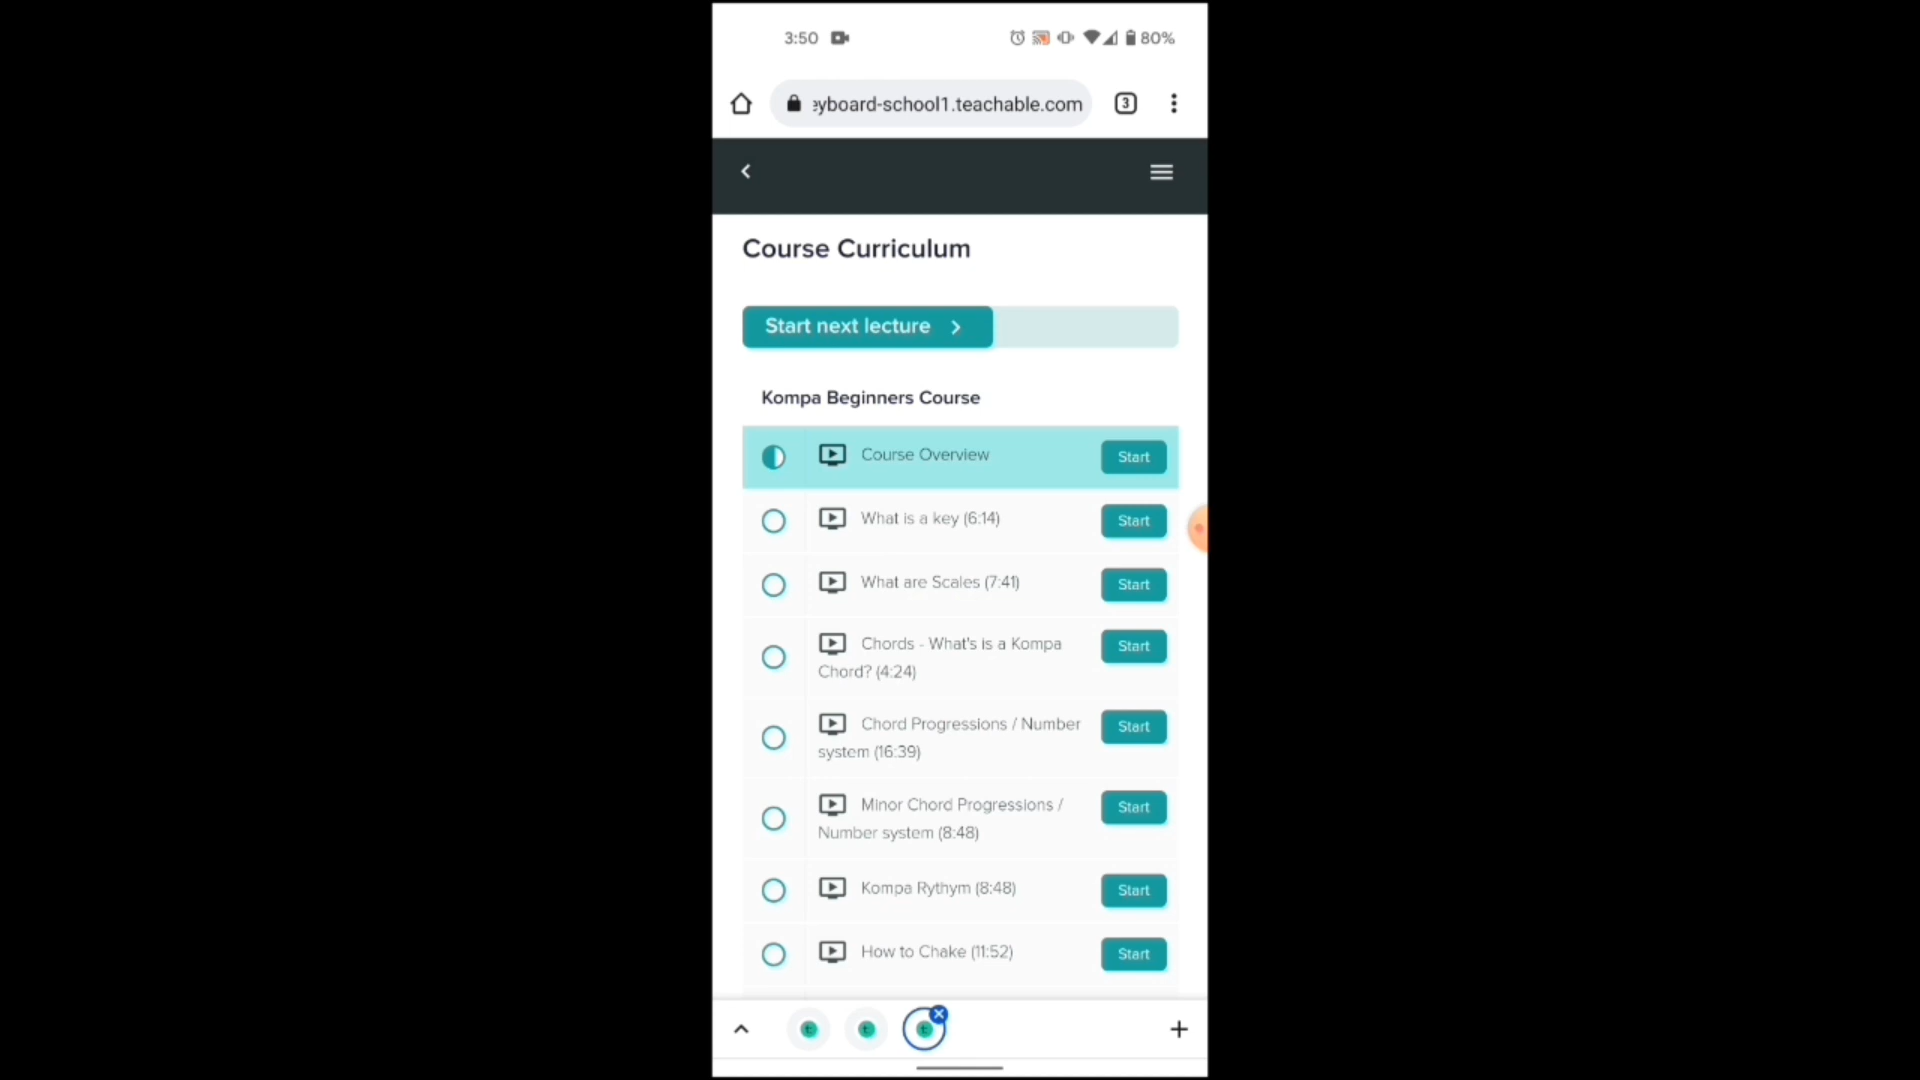 3:50 80%
eyboard-school1.teachable.com 3
Course Curriculum
Start next lecture
Kompa Beginners Course
Course Overview Start
What is a key (6:14) Start
What are Scales (7:41) Start
Chords - What's is a Kompa Start
Chord? (4:24)
Chord Progressions / Number Start
system (16:39)
Minor Chord Progressions / Start
Number system (8:48)
Kompa Rythym (8:48) Start
How to Chake (11:52) Start